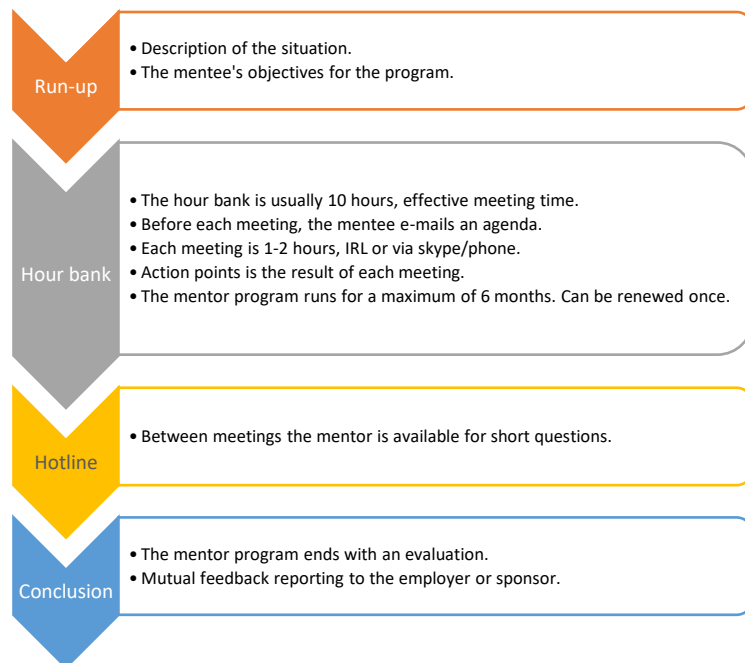 Run-up
• Description of the situation.
• The mentee's objectives for the program.
Hour bank
• The hour bank is usually 10 hours, effective meeting time.
• Before each meeting, the mentee e-mails an agenda.
• Each meeting is 1-2 hours, IRL or via skype/phone.
• Action points is the result of each meeting.
• The mentor program runs for a maximum of 6 months. Can be renewed once.
Hotline
• Between meetings the mentor is available for short questions.
Conclusion
• The mentor program ends with an evaluation.
• Mutual feedback reporting to the employer or sponsor.